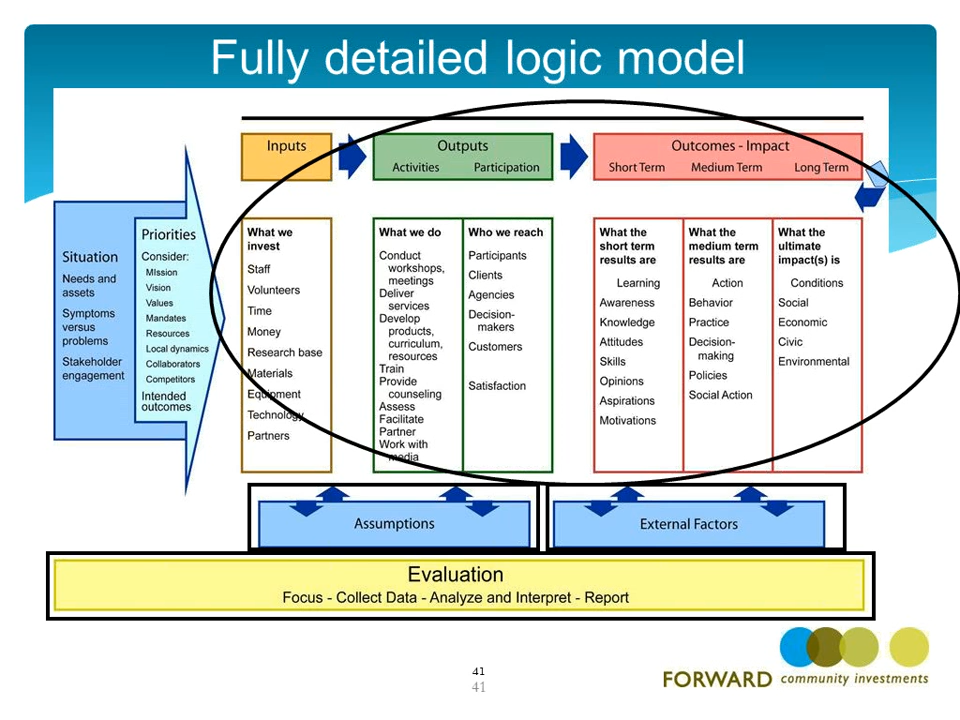 Fully detailed logic model
Inputs
Outputs
Activities Participation
Outcomes - Impact
Short Term Medium Term Long Term
Situation
Needs and
assets
Symptoms
versus
problems
Stakeholder
engagement
Priorities
Consider:
MIssion
Vision
Values
Mandates
Resources
Local dynamics
Collaborators
Competitors
Intended
outcomes
What we
invest
Staff
Volunteers
Time
Money
Research base
Materials
Equipment
Technology
Partners
What we do
Conduct
workshops,
meetings
Deliver
services
Develop
products,
curriculum,
resources
Train
Provide
counseling
Assess
Facilitate
Partner
Work with
media
Who we reach
Participants
Clients
Agencies
Decision-
makers
Customers
Satisfaction
What the
short term
results are
Learning
Awareness
Knowledge
Attitudes
Skills
Opinions
Aspirations
Motivations
What the
medium term
results are
Action
Behavior
Practice
Decision-
making
Policies
Social Action
What the
ultimate
impact(s) is
Conditions
Social
Economic
Civic
Environmental
Assumptions
External Factors
Evaluation
Focus - Collect Data - Analyze and Interpret - Report
41
41
FORWARD community investments